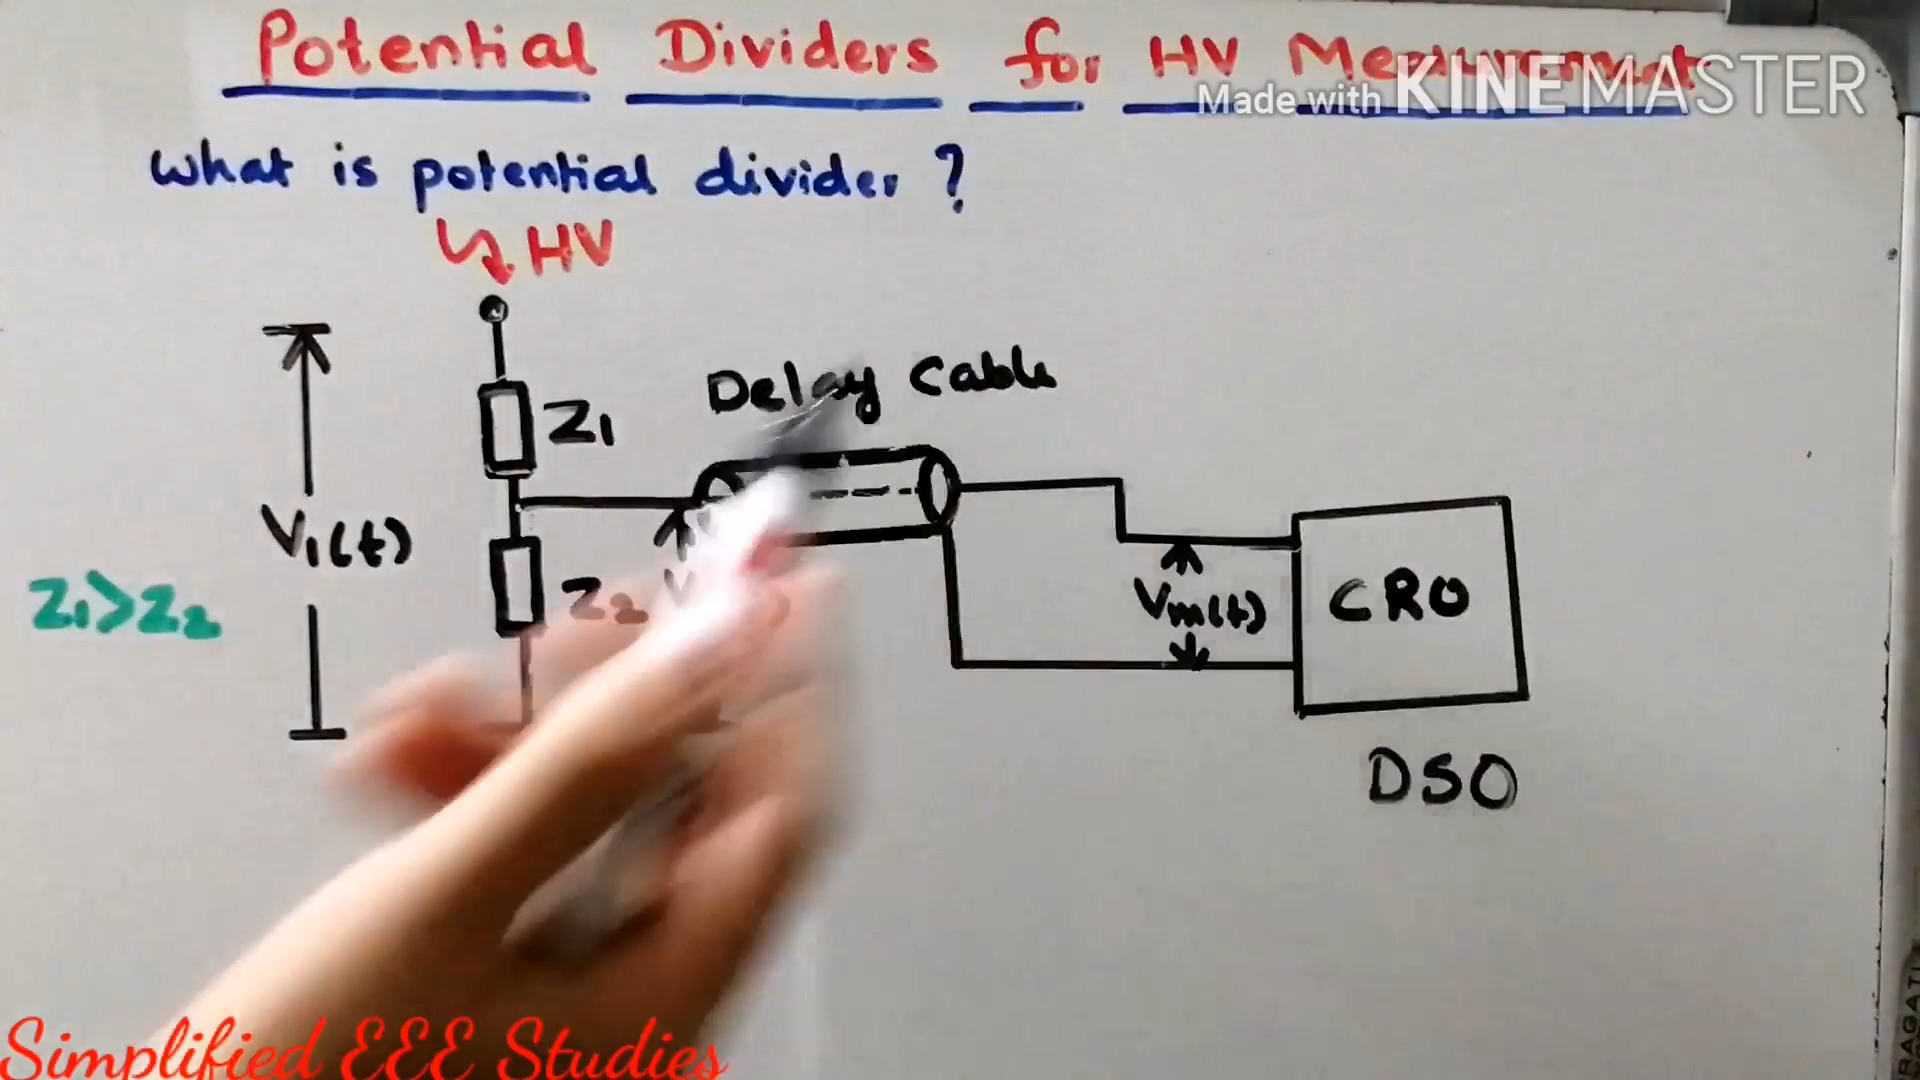 Potential Dividers for HV Measurement
Made with KINEMASTER
What is potential divider ?
HV
Delay Cable
Z1
V1(t)
Z1>Z2
Z2
V
Vm(t)
CRO
DSO
Simplified EEE Studies